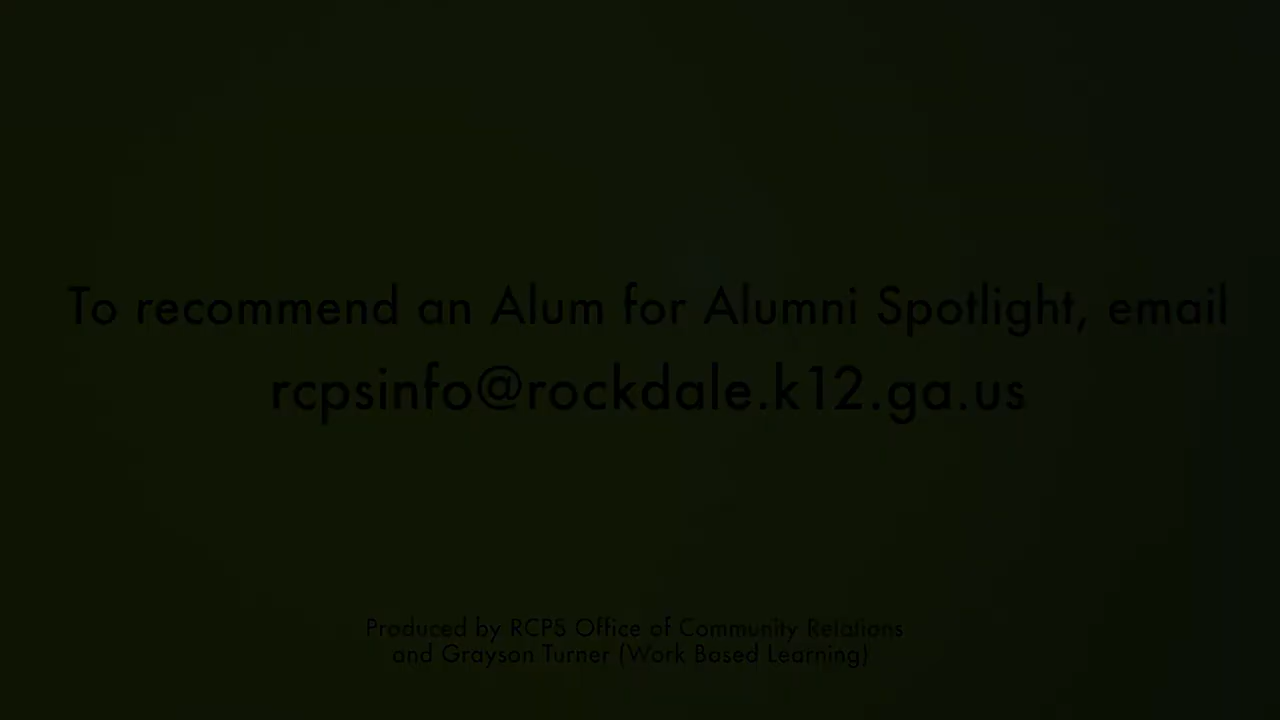 To recommend an Alum for Alumni Spotlight, email
rcpsinfo@rockdale.k12.ga.us
Produced by RCPS Office of Community Relations
and Grayson Turner (Work Based Learning)